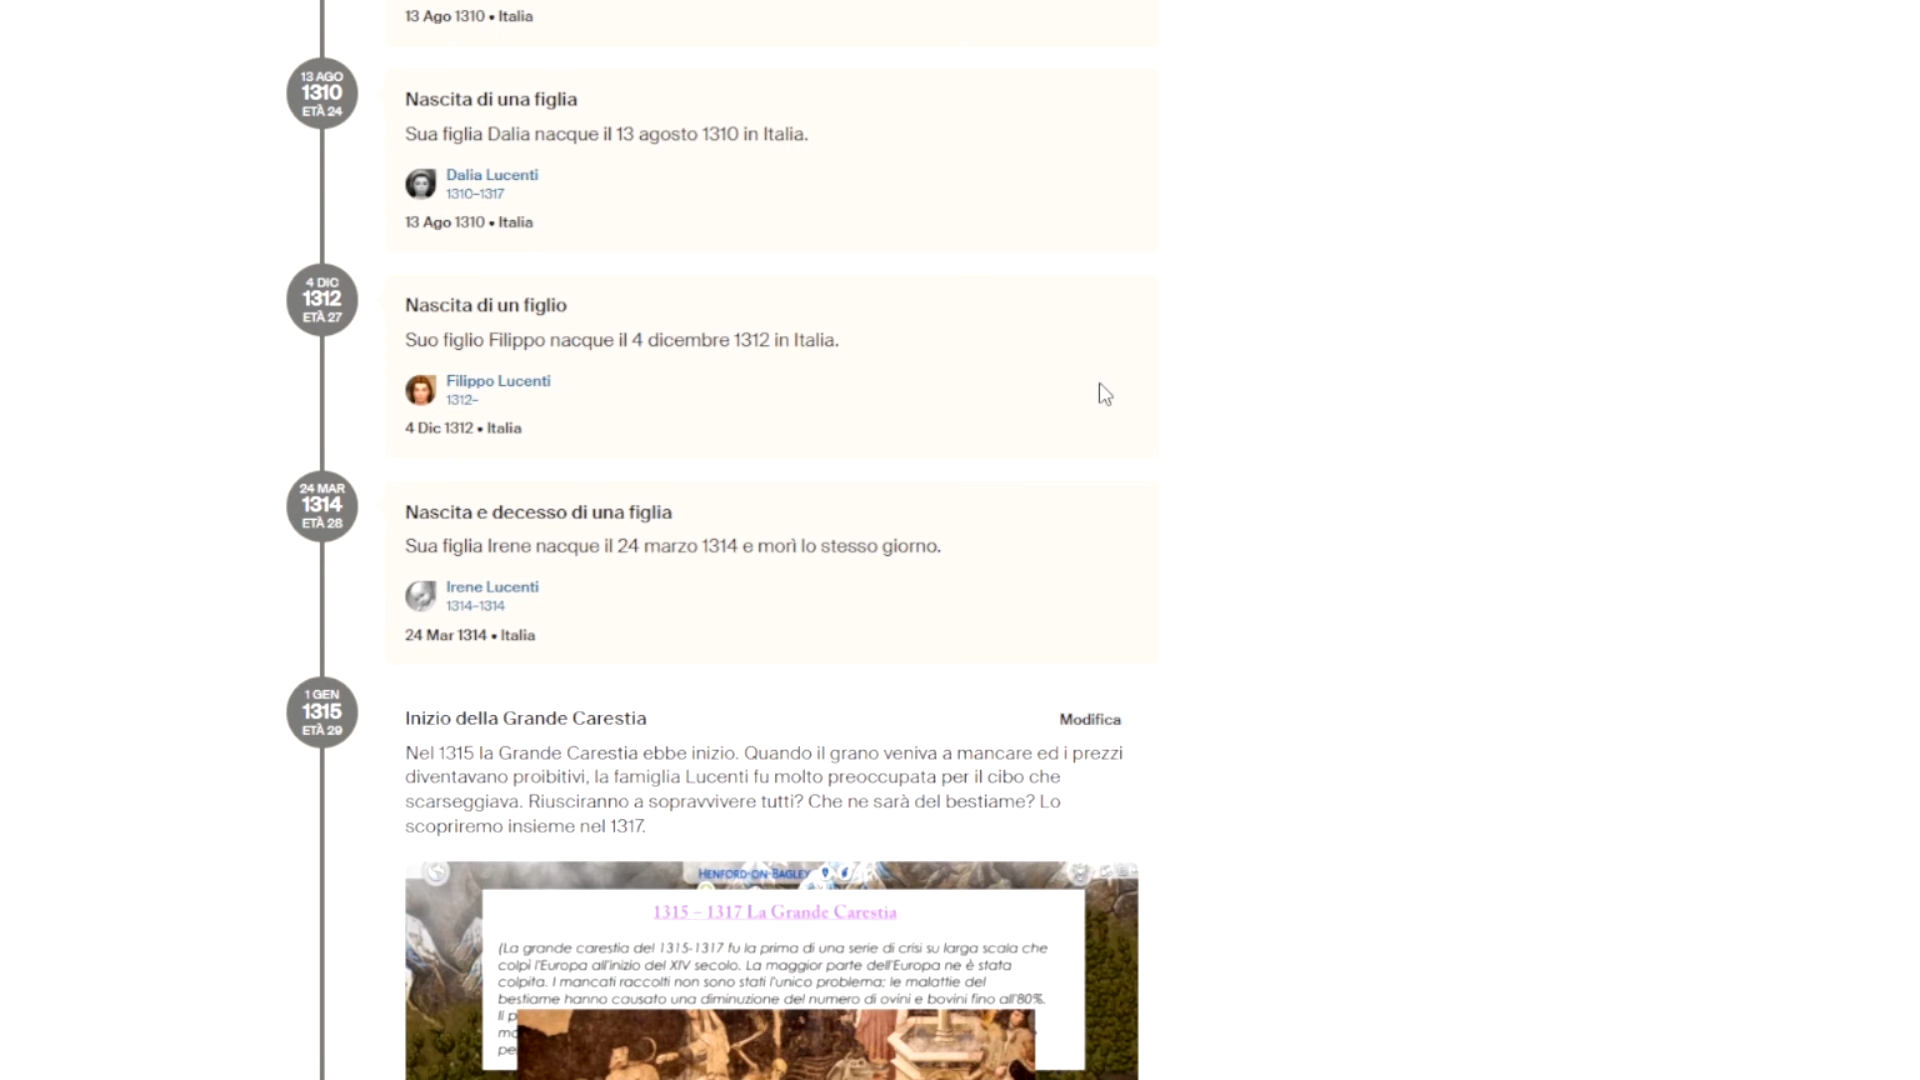 13 Ago 1310 • Italia
13 AGO
1310
ETÀ 24
Nascita di una figlia
Sua figlia Dalia nacque il 13 agosto 1310 in Italia.
Dalia Lucenti
1310–1317
13 Ago 1310 • Italia
4 DIC
1312
ETÀ 27
Nascita di un figlio
Suo figlio Filippo nacque il 4 dicembre 1312 in Italia.
Filippo Lucenti
1312–
4 Dic 1312 • Italia
24 MAR
1314
ETÀ 28
Nascita e decesso di una figlia
Sua figlia Irene nacque il 24 marzo 1314 e morì lo stesso giorno.
Irene Lucenti
1314–1314
24 Mar 1314 • Italia
1 GEN
1315
ETÀ 29
Inizio della Grande Carestia
Modifica
Nel 1315 la Grande Carestia ebbe inizio. Quando il grano veniva a mancare ed i prezzi
diventavano proibitivi, la famiglia Lucenti fu molto preoccupata per il cibo che
scarseggiava. Riusciranno a sopravvivere tutti? Che ne sarà del bestiame? Lo
scopriremo insieme nel 1317.
HENFORD-ON-BAGLEY
1315 – 1317 La Grande Carestia
(La grande carestia del 1315-1317 fu la prima di una serie di crisi su larga scala che
colpì l'Europa all'inizio del XIV secolo. La maggior parte dell'Europa ne è stata
colpita. I mancati raccolti non sono stati l'unico problema; le malattie del
bestiame hanno causato una diminuzione del numero di ovini e bovini fino all'80%.